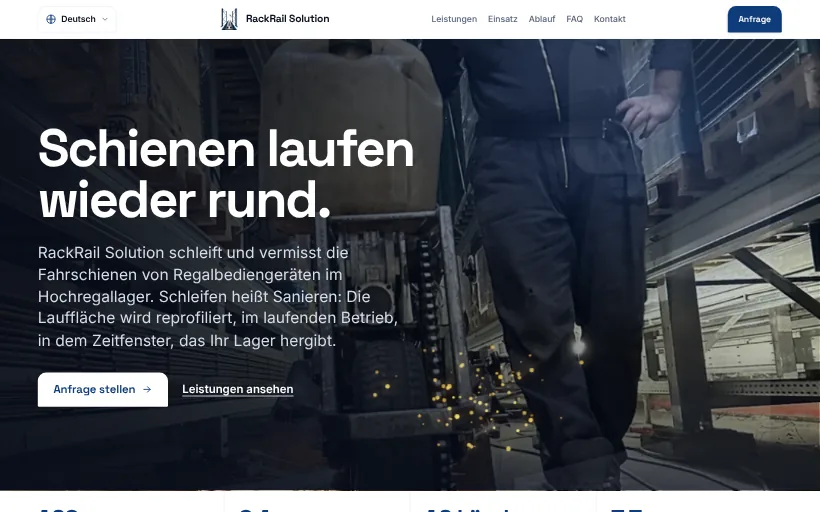 Deutsch
RackRail Solution
Leistungen Einsatz Ablauf FAQ Kontakt
Anfrage
Schienen laufen
wieder rund.
RackRail Solution schleift und vermisst die
Fahrschienen von Regalbediengeräten im
Hochregallager. Schleifen heißt Sanieren: Die
Lauffläche wird reprofiliert, im laufenden Betrieb,
in dem Zeitfenster, das Ihr Lager hergibt.
Anfrage stellen →
Leistungen ansehen